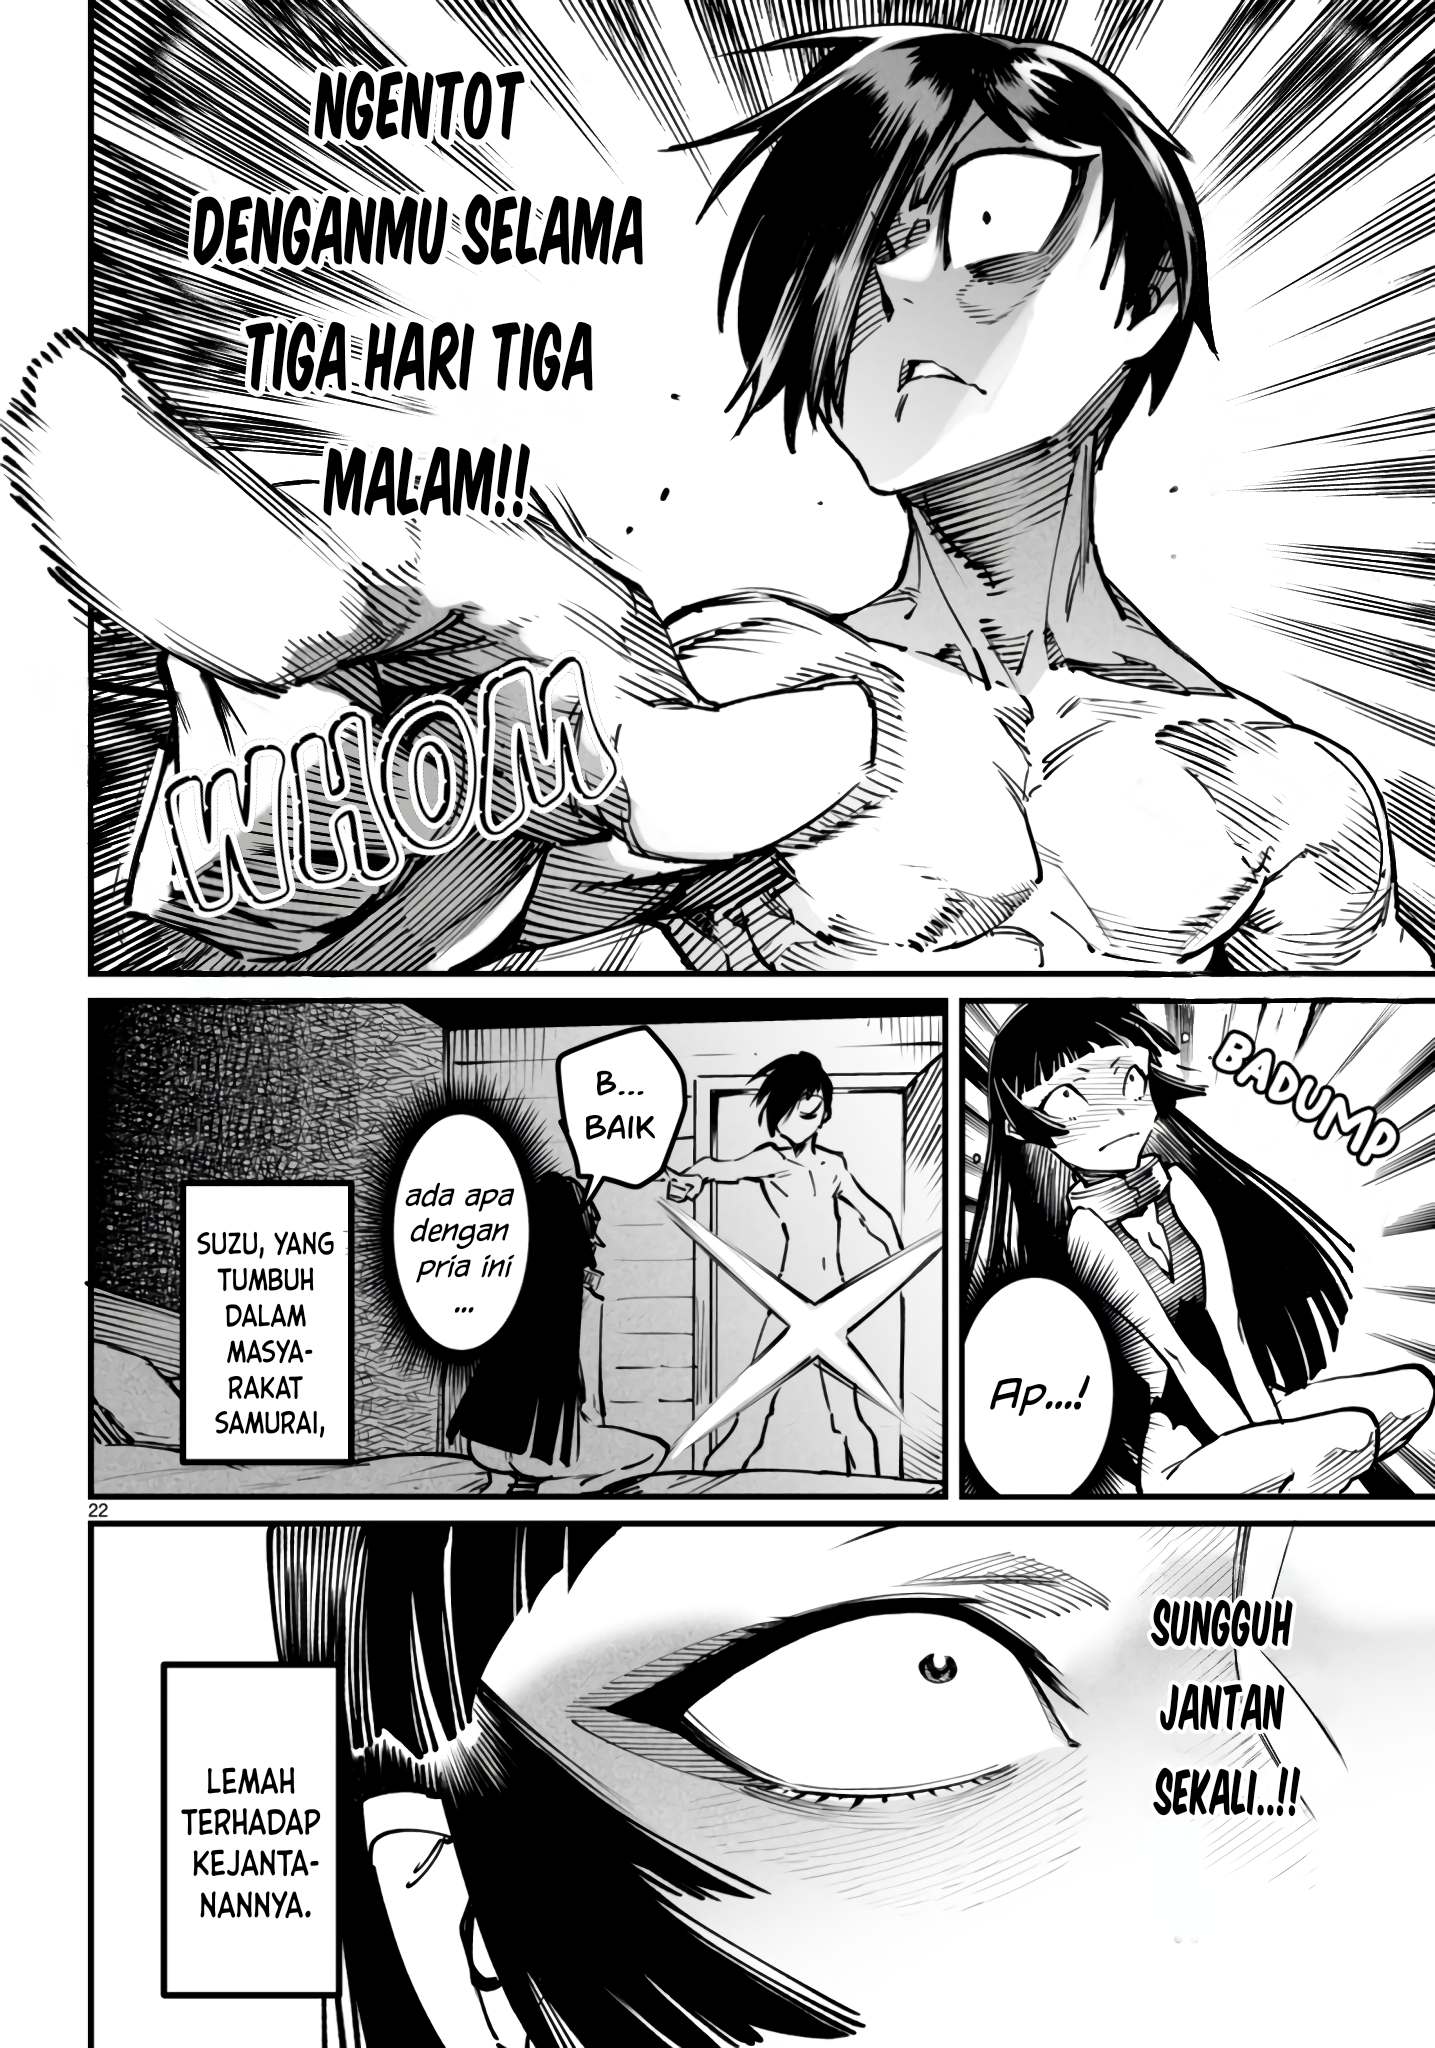 NGENTOT
DENGANMU SELAMA
TIGA HARI TIGA
MALAM!!
WHOM
BADUMP
AP...!
B...
BAIK
ada apa
dengan
pria ini
...
SUZU, YANG
TUMBUH
DALAM
MASYA-
RAKAT
SAMURAI,
22
SUNGGUH
JANTAN
SEKALI..!!
LEMAH
TERHADAP
KEJANTA-
NANNYA.